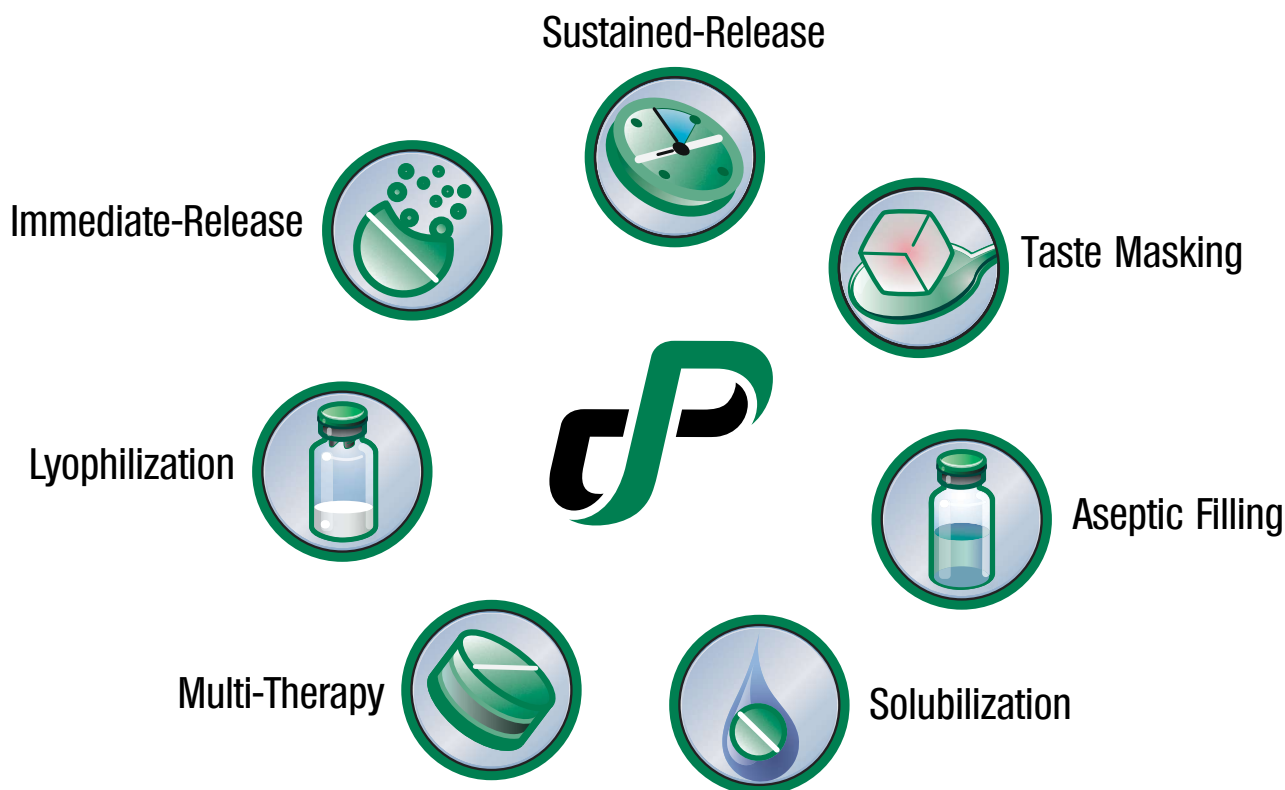 Sustained-Release
Immediate-Release
Taste Masking
Lyophilization
Aseptic Filling
Multi-Therapy
Solubilization